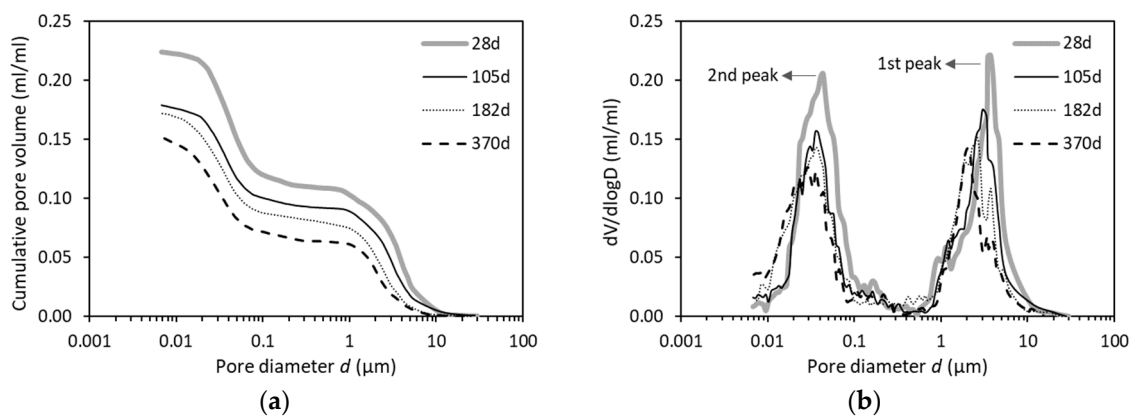 0.25
0.20
0.15
0.10
0.05
0.00
Cumulative pore volume (ml/ml)
28d
105d
182d
370d
0.001 0.01 0.1 1 10 100
Pore diameter d (μm)
(a)
0.25
0.20
0.15
0.10
0.05
0.00
dV/dlogD (ml/ml)
2nd peak
1st peak
28d
105d
182d
370d
0.001 0.01 0.1 1 10 100
Pore diameter d (μm)
(b)